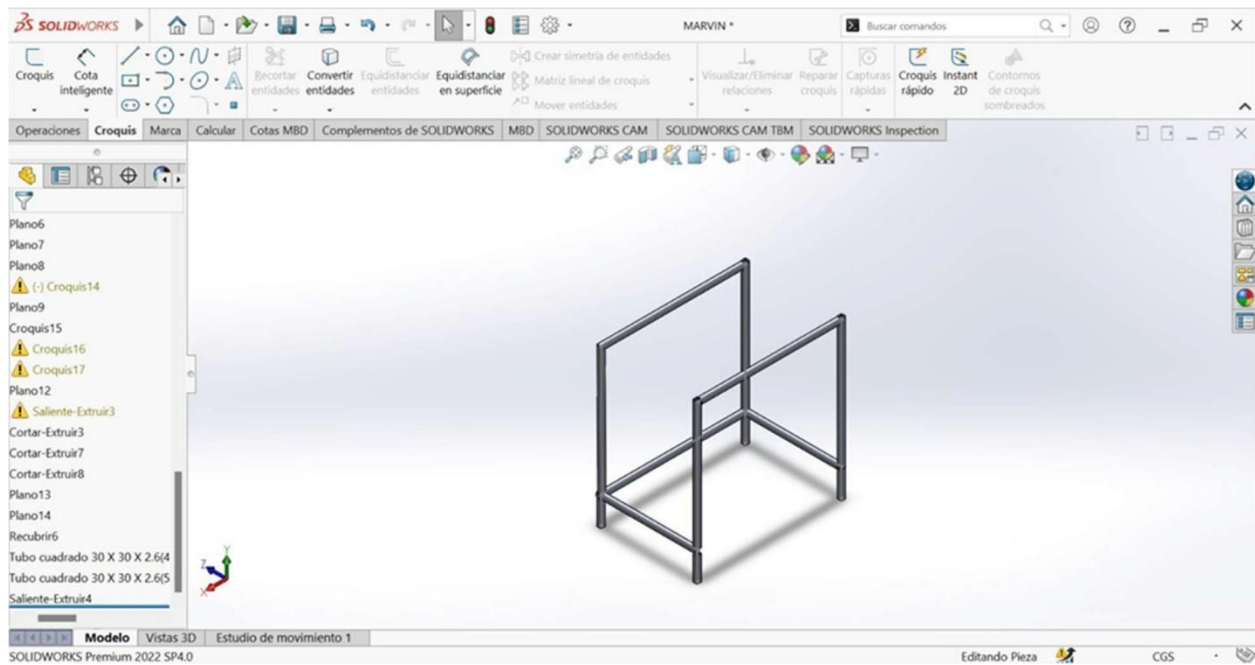 SOLIDWORKS
MARVIN *
Buscar comandos
Croquis
Cota inteligente
Recortar entidades
Convertir entidades
Equidistanciar entidades
Equidistanciar en superficie
Crear simetría de entidades
Matriz lineal de croquis
Mover entidades
Visualizar/Eliminar relaciones
Reparar croquis
Capturas rápidas
Croquis rápido
Instant 2D
Contornos de croquis sombreados
Operaciones Croquis Marca Calcular Cotas MBD Complementos de SOLIDWORKS MBD SOLIDWORKS CAM SOLIDWORKS CAM TBM SOLIDWORKS Inspection
Plano6
Plano7
Plano8
(-) Croquis14
Plano9
Croquis15
Croquis16
Croquis17
Plano12
Saliente-Extruir3
Cortar-Extruir3
Cortar-Extruir7
Cortar-Extruir8
Plano13
Plano14
Recubrir6
Tubo cuadrado 30 X 30 X 2.6(4
Tubo cuadrado 30 X 30 X 2.6(5
Saliente-Extruir4
Y
Z
X
Modelo Vistas 3D Estudio de movimiento 1
SOLIDWORKS Premium 2022 SP4.0
Editando Pieza
CGS